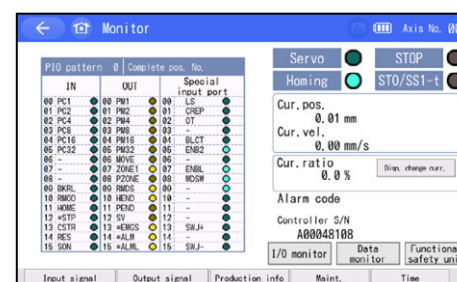 Monitor
Axis No. 0
PIO pattern 0 Complete pos. No.
IN OUT Special input port
00 PC1 00 PM1 00 LS
01 PC2 01 PM2 01 CREP
02 PC4 02 PM4 02 OT
03 PC8 03 PM8 03 -
04 PC16 04 PM16 04 BLCT
05 PC32 05 PM32 05 ENB2
06 - 06 MOVE 06 -
07 - 07 ZONE1 07 ENBL
08 - 08 PZONE 08 MDSW
09 BKRL 09 RMDS 09 -
10 RMOD 10 HEND 10 -
11 HOME 11 PEND 11 -
12 *STP 12 SV 12 -
13 CSTR 13 *EMGS 13 SWJ+
14 RES 14 *ALM 14 -
15 SON 15 *ALML 15 SWJ-
Servo STOP
Homing STO/SS1-t
Cur.pos.
0.01 mm
Cur.vel.
0.00 mm/s
Cur.ratio
0.0 %
Disp. change curr.
Alarm code
Controller S/N
A00048108
I/O monitor Data monitor Functiona safety uni
Input signal Output signal Production info Maint. Time